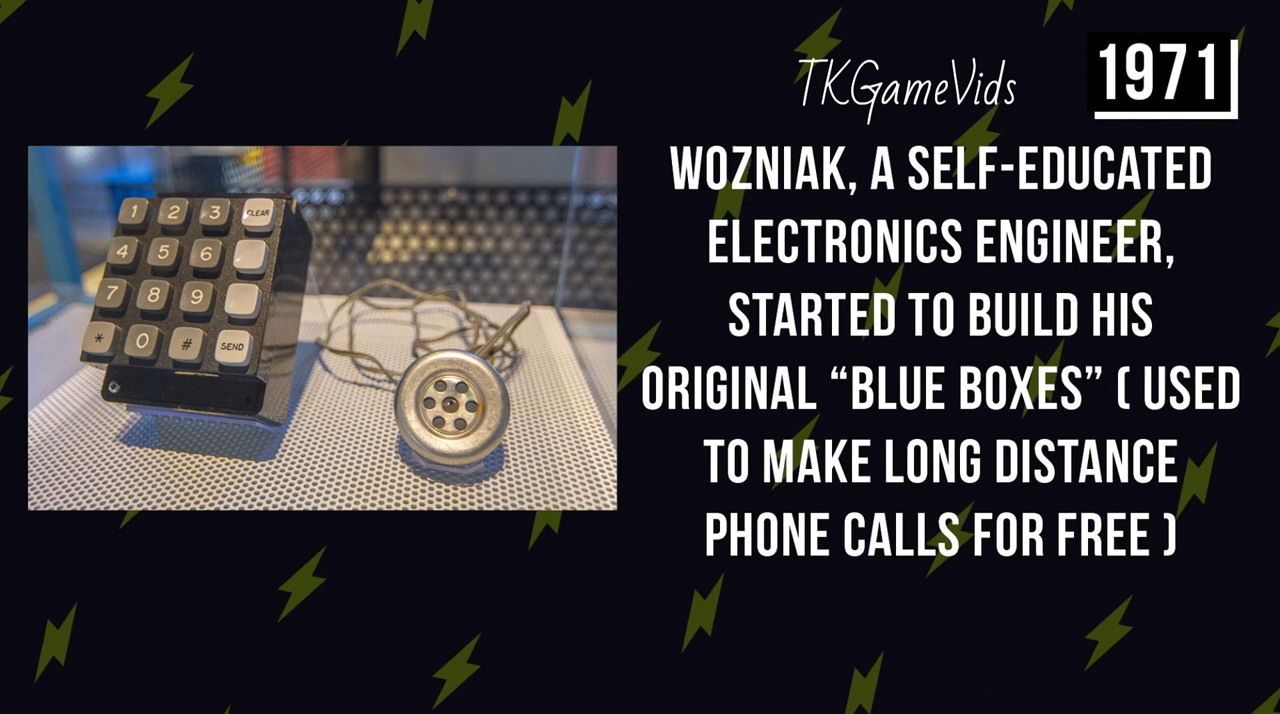 TKGameVids
1971
WOZNIAK, A SELF-EDUCATED
ELECTRONICS ENGINEER,
STARTED TO BUILD HIS
ORIGINAL “BLUE BOXES” ( USED
TO MAKE LONG DISTANCE
PHONE CALLS FOR FREE )
1 2 3 CLEAR
4 5 6
7 8 9
* 0 # SEND